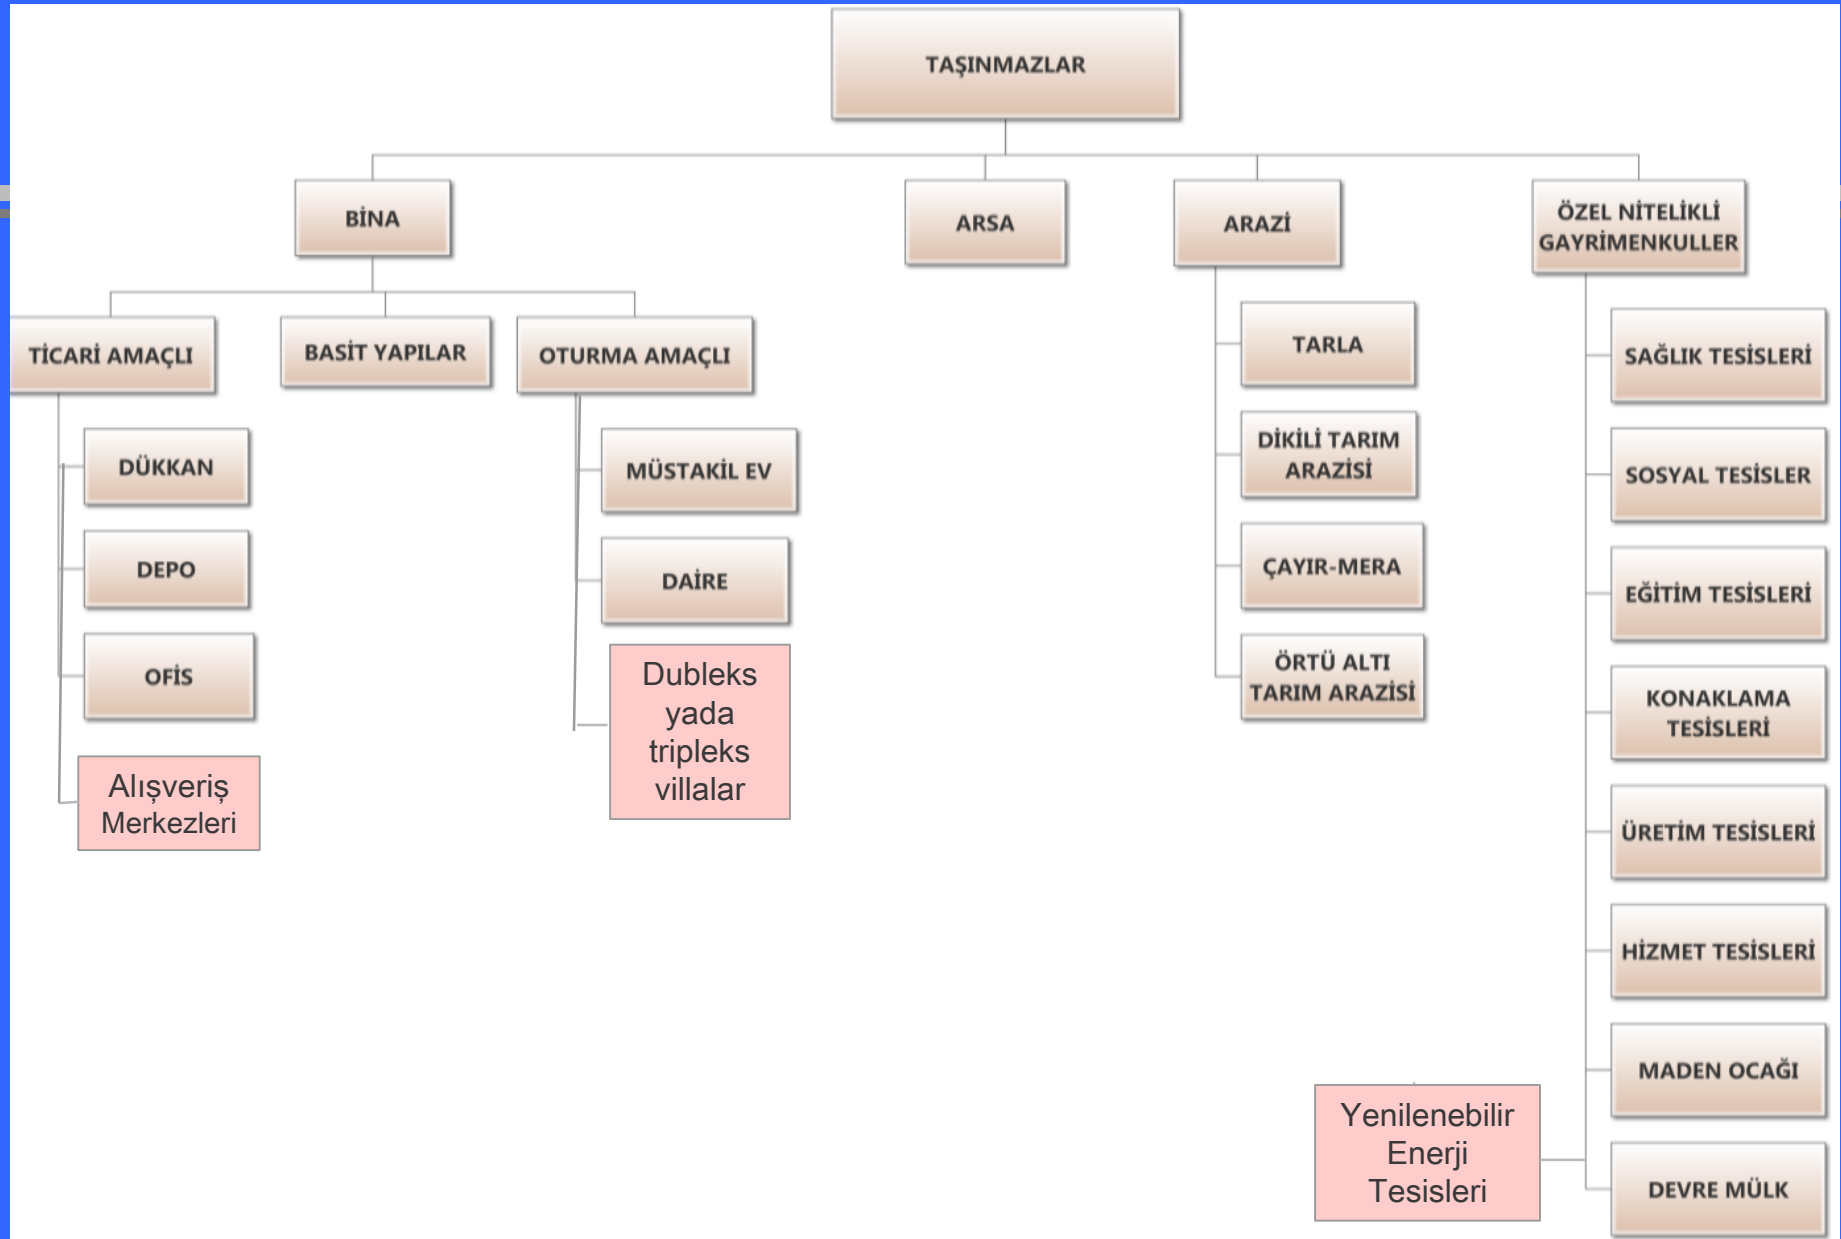 TAŞINMAZLAR
BİNA
ARSA
ARAZİ
ÖZEL NİTELİKLİ
GAYRİMENKULLER
TİCARİ AMAÇLI
BASİT YAPILAR
OTURMA AMAÇLI
DÜKKAN
DEPO
OFİS
Alışveriş
Merkezleri
MÜSTAKİL EV
DAİRE
Dubleks
yada
tripleks
villalar
TARLA
DİKİLİ TARIM
ARAZİSİ
ÇAYIR-MERA
ÖRTÜ ALTI
TARIM ARAZİSİ
SAĞLIK TESİSLERİ
SOSYAL TESİSLER
EĞİTİM TESİSLERİ
KONAKLAMA
TESİSLERİ
ÜRETİM TESİSLERİ
HİZMET TESİSLERİ
MADEN OCAĞI
DEVRE MÜLK
Yenilenebilir
Enerji
Tesisleri